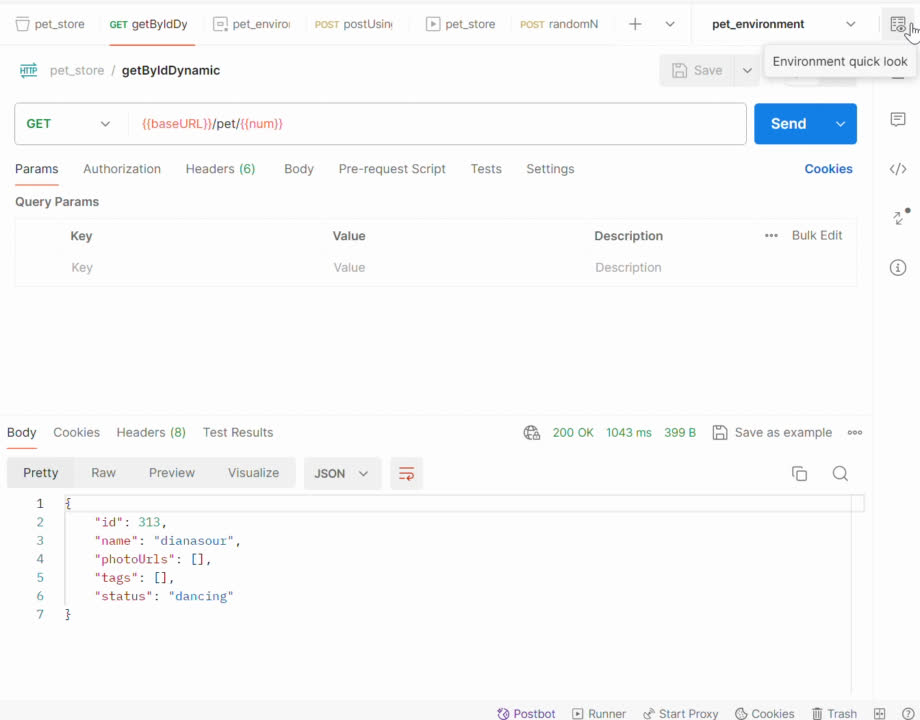 pet_store GET getByIdDy pet_enviro POST postUsin pet_store POST randomN pet_environment
Environment quick look
HTTP pet_store / getByIdDynamic Save
GET {{baseURL}}/pet/{{num}} Send
Params Authorization Headers (6) Body Pre-request Script Tests Settings Cookies
Query Params
Key Value Description Bulk Edit
Key Value Description
Body Cookies Headers (8) Test Results 200 OK 1043 ms 399 B Save as example
Pretty Raw Preview Visualize JSON
1 {
2 "id": 313,
3 "name": "dianasour",
4 "photoUrls": [],
5 "tags": [],
6 "status": "dancing"
7 }
Postbot Runner Start Proxy Cookies Trash